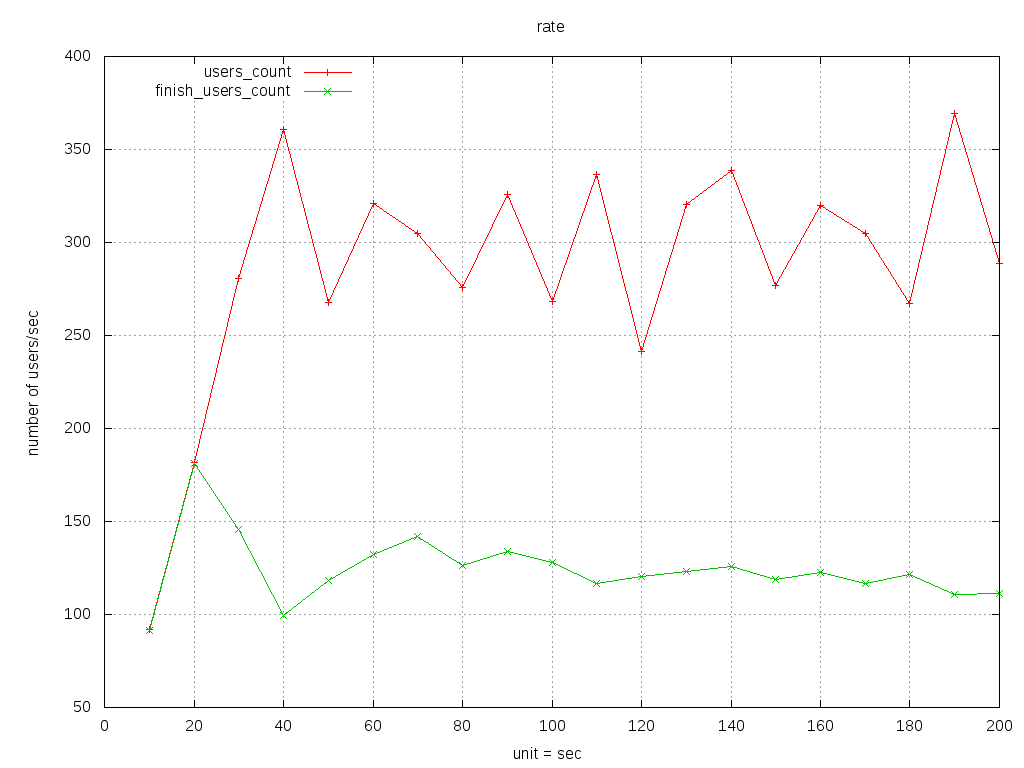 rate
users_count
finish_users_count
400
350
300
250
200
150
100
50
number of users/sec
0 20 40 60 80 100 120 140 160 180 200
unit = sec